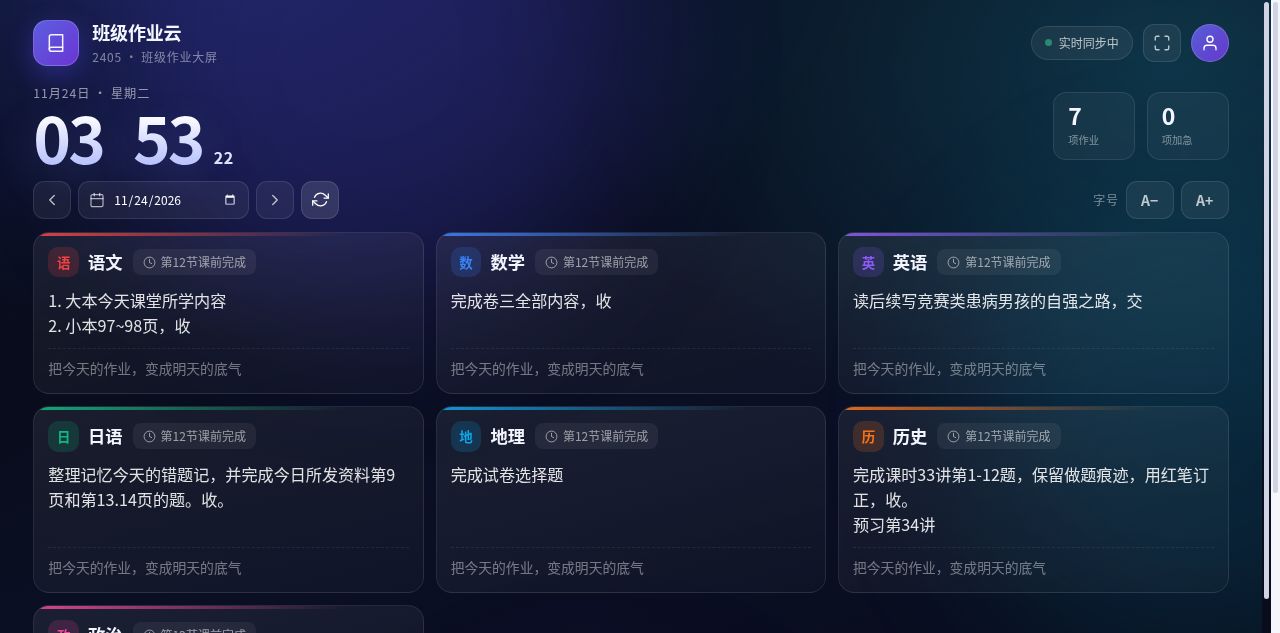 班级作业云
2405 · 班级作业大屏
实时同步中
11月24日 · 星期二
03 53 22
7
项作业
0
项加急
11/24/2026
字号
A−
A+
语
语文
第12节课前完成
1. 大本今天课堂所学内容
2. 小本97~98页，收
把今天的作业，变成明天的底气
数
数学
第12节课前完成
完成卷三全部内容，收
把今天的作业，变成明天的底气
英
英语
第12节课前完成
读后续写竞赛类患病男孩的自强之路，交
把今天的作业，变成明天的底气
日
日语
第12节课前完成
整理记忆今天的错题记，并完成今日所发资料第9
页和第13.14页的题。收。
把今天的作业，变成明天的底气
地
地理
第12节课前完成
完成试卷选择题
把今天的作业，变成明天的底气
历
历史
第12节课前完成
完成课时33讲第1-12题，保留做题痕迹，用红笔订
正，收。
预习第34讲
把今天的作业，变成明天的底气
政
政治
第12节课前完成